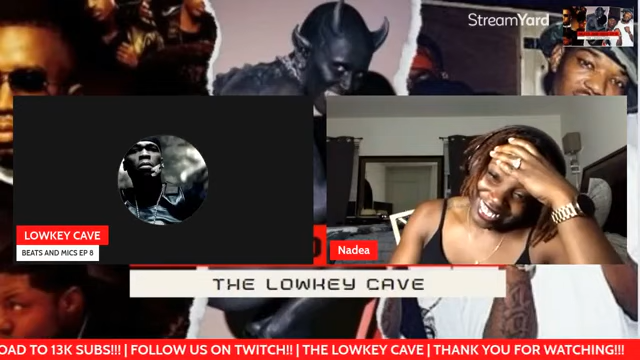 StreamYard
LOWKEY CAVE
BEATS AND MICS EP 8
Nadea
THE LOWKEY CAVE
OAD TO 13K SUBS!!! | FOLLOW US ON TWITCH!! | THE LOWKEY CAVE | THANK YOU FOR WATCHING!!!